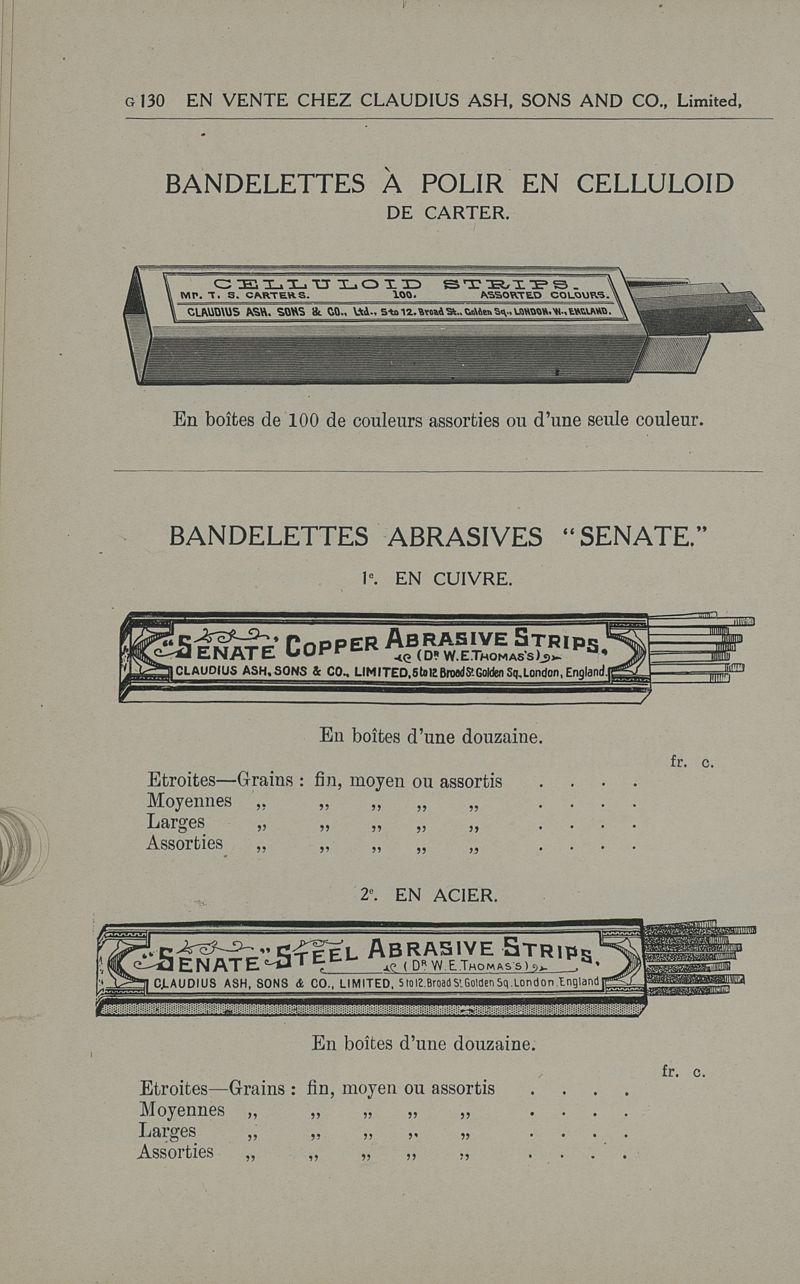 G 130 EN VENTE CHEZ CLAUDIUS ASH, SONS AND CO., Limited,
BANDELETTES À POLIR EN CELLULOID
DE CARTER.
CELLULOID STRIPS.
Mr. T. S. CARTER'S. 100. ASSORTED COLOURS.
CLAUDIUS ASH, SONS & CO., Ltd., 5 to 12, Broad St., Golden Sq., LONDON, W., ENGLAND.
En boîtes de 100 de couleurs assorties ou d'une seule couleur.
BANDELETTES ABRASIVES "SENATE."
1e. EN CUIVRE.
"SENATE" COPPER ABRASIVE STRIPS.
(DR W.E.THOMAS'S)
CLAUDIUS ASH, SONS & CO., LIMITED, 5 to 12 Broad St. Golden Sq., London, England.
En boîtes d'une douzaine.
fr. c.
Etroites—Grains : fin, moyen ou assortis . . . .
Moyennes „ „ „ „ „ . . . .
Larges „ „ „ „ „ . . . .
Assorties „ „ „ „ „ . . . .
2e. EN ACIER.
"SENATE" STEEL ABRASIVE STRIPS.
(DR W.E.THOMAS'S)
CLAUDIUS ASH, SONS & CO., LIMITED, 5 to 12. Broad St. Golden Sq. London. England
En boîtes d'une douzaine.
fr. c.
Etroites—Grains : fin, moyen ou assortis . . . .
Moyennes „ „ „ „ „ . . . .
Larges „ „ „ „ „ . . . .
Assorties „ „ „ „ „ . . . .